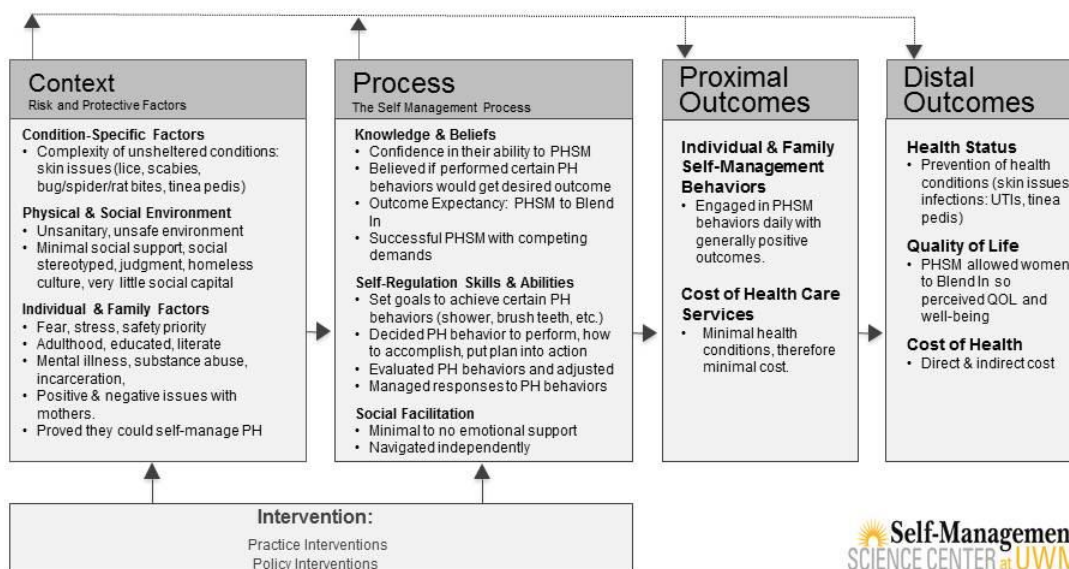 Context
Risk and Protective Factors
Condition-Specific Factors
• Complexity of unsheltered conditions:
skin issues (lice, scabies,
bug/spider/rat bites, tinea pedis)
Physical & Social Environment
• Unsanitary, unsafe environment
• Minimal social support, social
stereotyped, judgment, homeless
culture, very little social capital
Individual & Family Factors
• Fear, stress, safety priority
• Adulthood, educated, literate
• Mental illness, substance abuse,
incarceration,
• Positive & negative issues with
mothers.
• Proved they could self-manage PH
Process
The Self Management Process
Knowledge & Beliefs
• Confidence in their ability to PHSM
• Believed if performed certain PH
behaviors would get desired outcome
• Outcome Expectancy: PHSM to Blend
In
• Successful PHSM with competing
demands
Self-Regulation Skills & Abilities
• Set goals to achieve certain PH
behaviors (shower, brush teeth, etc.)
• Decided PH behavior to perform, how
to accomplish, put plan into action
• Evaluated PH behaviors and adjusted
• Managed responses to PH behaviors
Social Facilitation
• Minimal to no emotional support
• Navigated independently
Proximal
Outcomes
Individual & Family
Self-Management
Behaviors
• Engaged in PHSM
behaviors daily with
generally positive
outcomes.
Cost of Health Care
Services
• Minimal health
conditions, therefore
minimal cost.
Distal
Outcomes
Health Status
• Prevention of health
conditions (skin issues
infections: UTIs, tinea
pedis)
Quality of Life
• PHSM allowed women
to Blend In so
perceived QOL and
well-being
Cost of Health
• Direct & indirect cost
Intervention:
Practice Interventions
Policy Interventions
Self-Managemen
SCIENCE CENTER at UWM